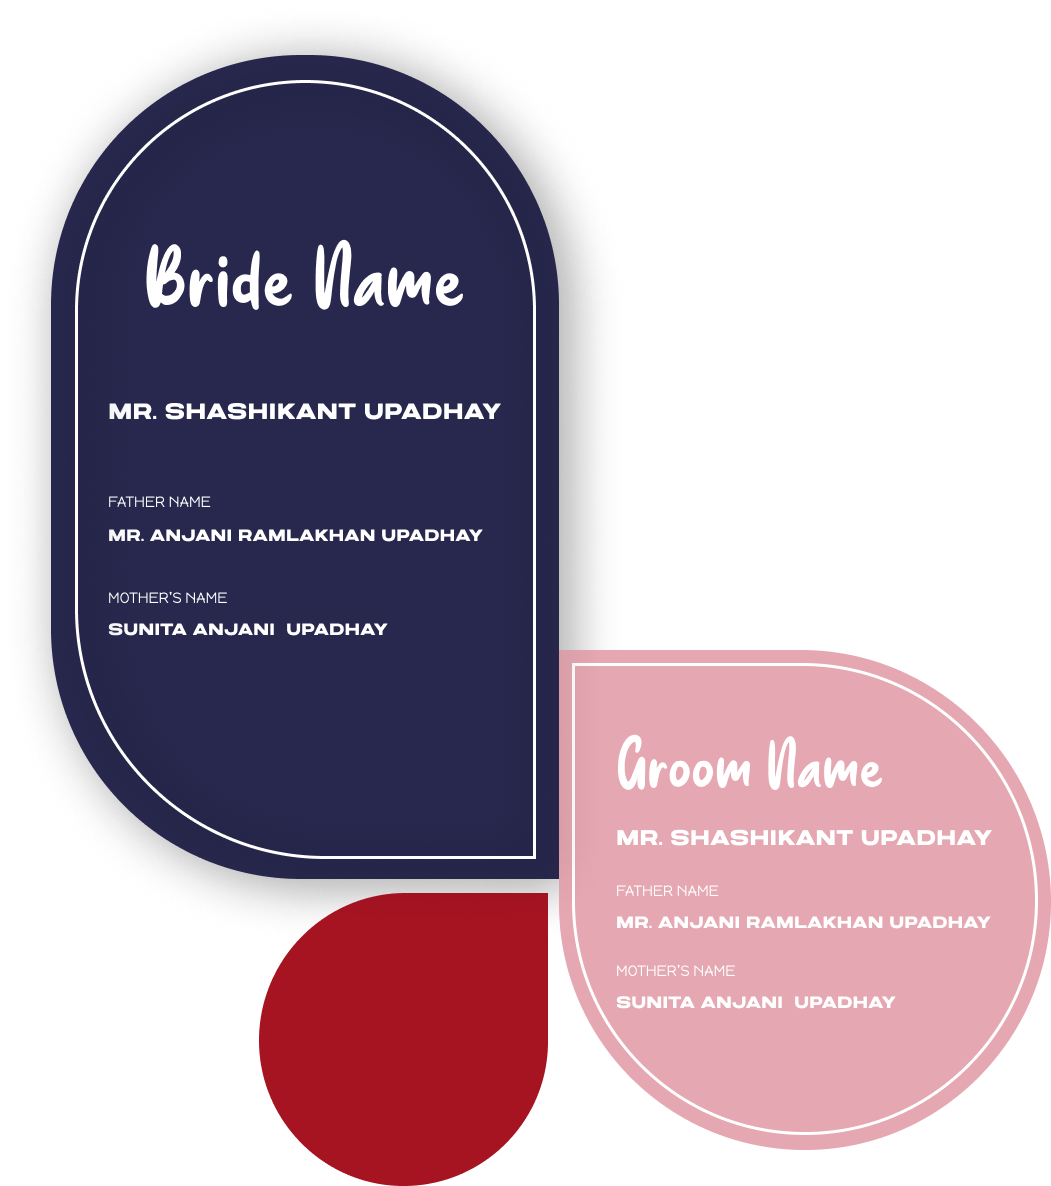 Bride Name
MR. SHASHIKANT UPADHAY
FATHER NAME
MR. ANJANI RAMLAKHAN UPADHAY
MOTHER'S NAME
SUNITA ANJANI UPADHAY
Groom Name
MR. SHASHIKANT UPADHAY
FATHER NAME
MR. ANJANI RAMLAKHAN UPADHAY
MOTHER'S NAME
SUNITA ANJANI UPADHAY